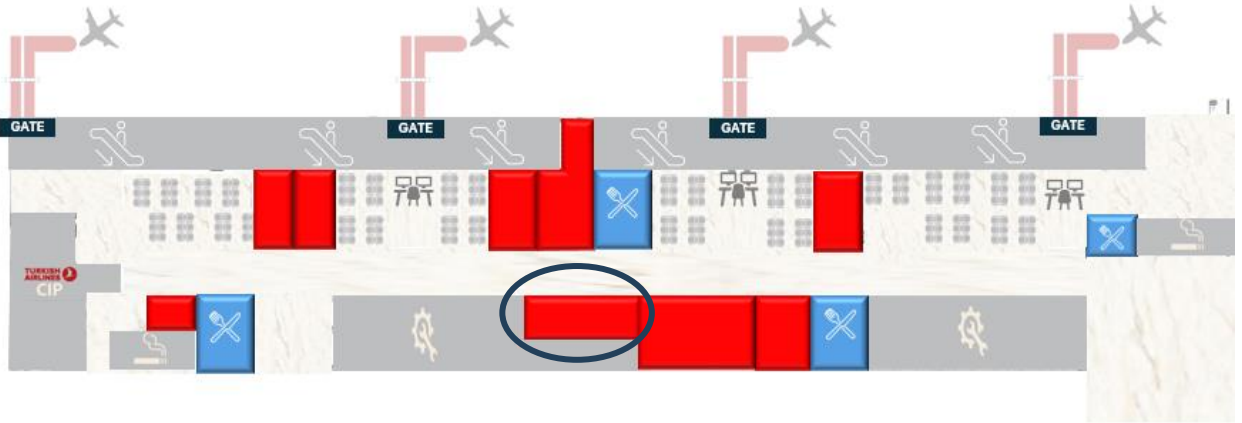 GATE
GATE
GATE
GATE
TURKISH
AIRLINES
CIP